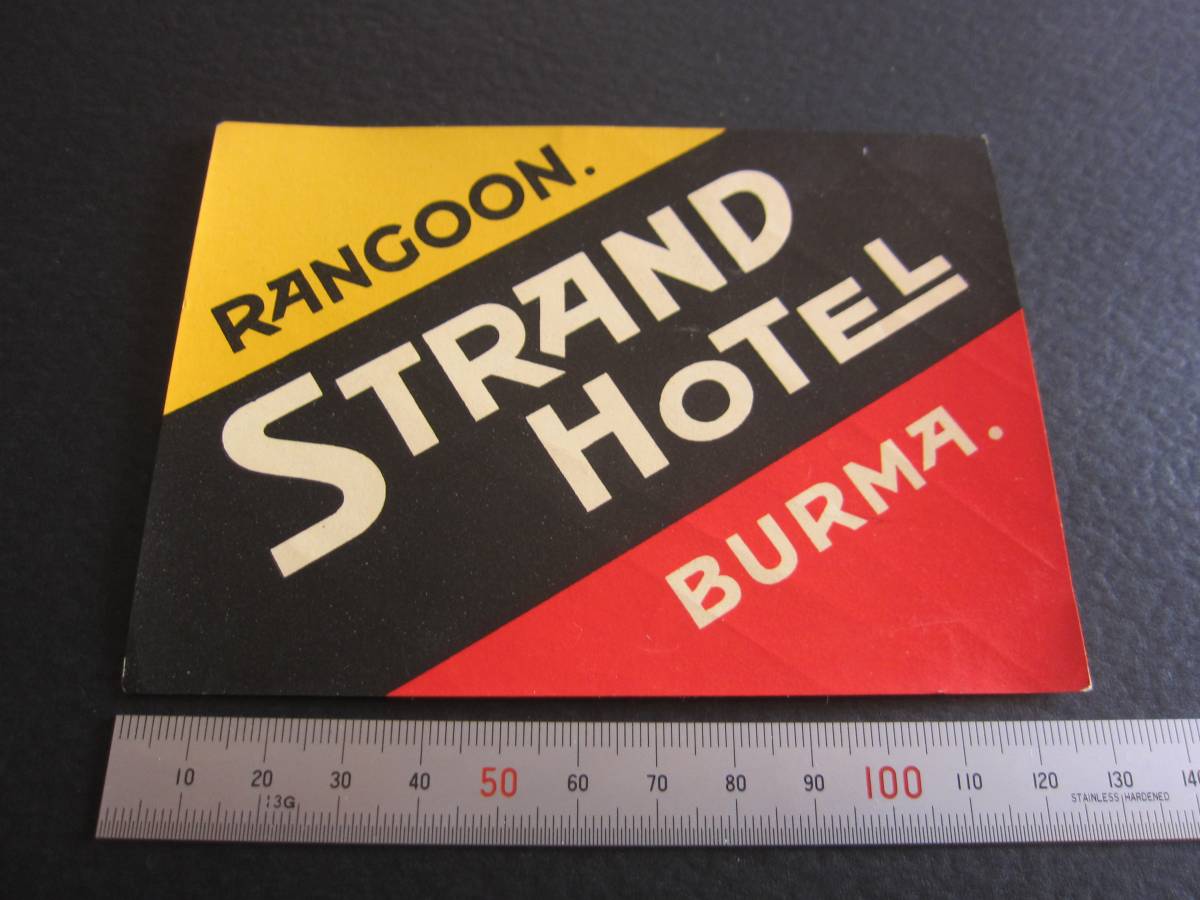 RANGOON.
STRAND
HOTEL
BURMA.
10 20 30 40 50 60 70 80 90 100 110 120 130 140
13G
STAINLESS HARDENED